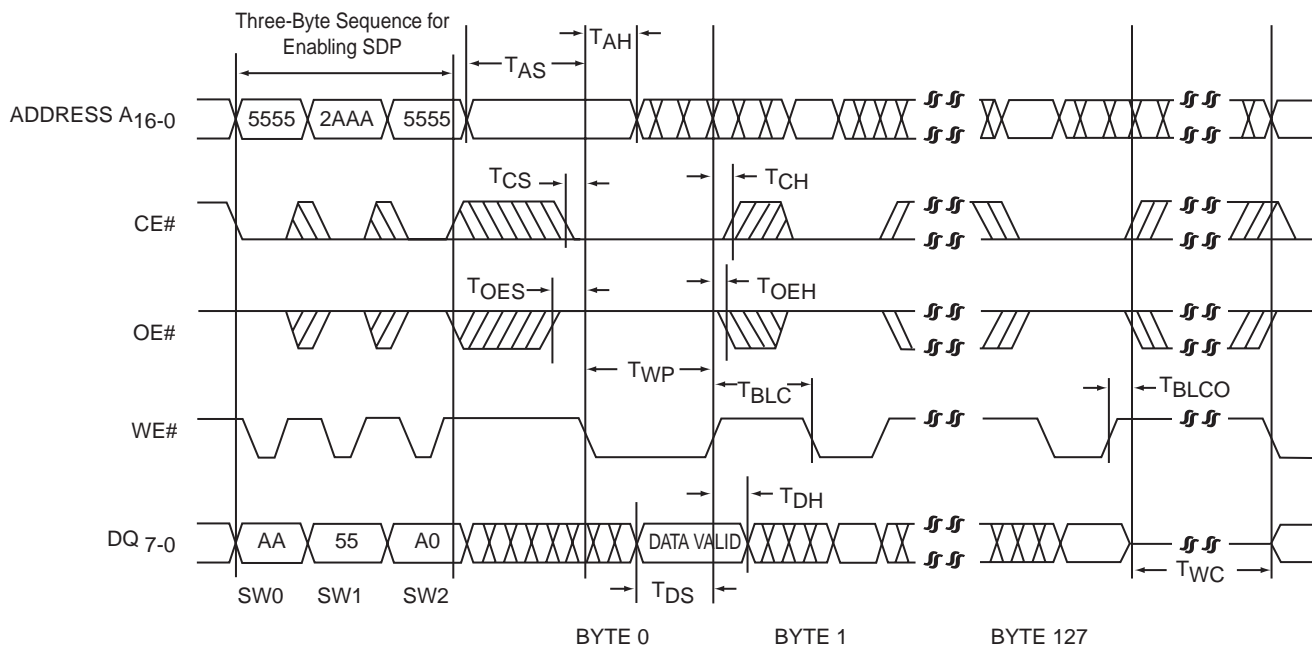 Three-Byte Sequence for
Enabling SDP
TAH
TAS
ADDRESS A16-0
5555 2AAA 5555
TCS
TCH
CE#
TOES
TOEH
OE#
TWP
TBLC
TBLCO
WE#
TDH
DQ 7-0
AA 55 A0 DATA VALID
TWC
SW0 SW1 SW2
TDS
BYTE 0 BYTE 1 BYTE 127